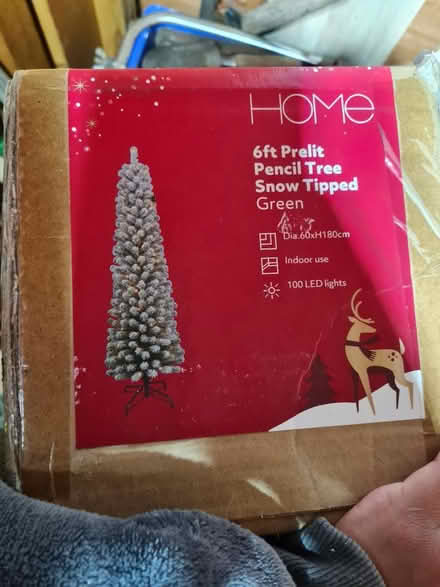 HOME
6ft Prelit
Pencil Tree
Snow Tipped
Green
Dia.60xH180cm
Indoor use
100 LED lights